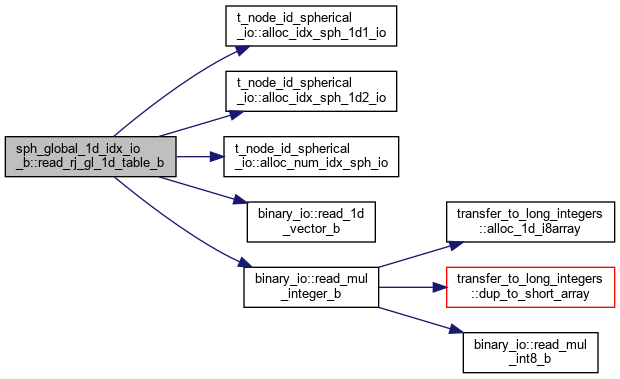 t_node_id_spherical
_io::alloc_idx_sph_1d1_io
t_node_id_spherical
_io::alloc_idx_sph_1d2_io
sph_global_1d_idx_io
_b::read_rj_gl_1d_table_b
t_node_id_spherical
_io::alloc_num_idx_sph_io
binary_io::read_1d
_vector_b
binary_io::read_mul
_integer_b
transfer_to_long_integers
::alloc_1d_i8array
transfer_to_long_integers
::dup_to_short_array
binary_io::read_mul
_int8_b